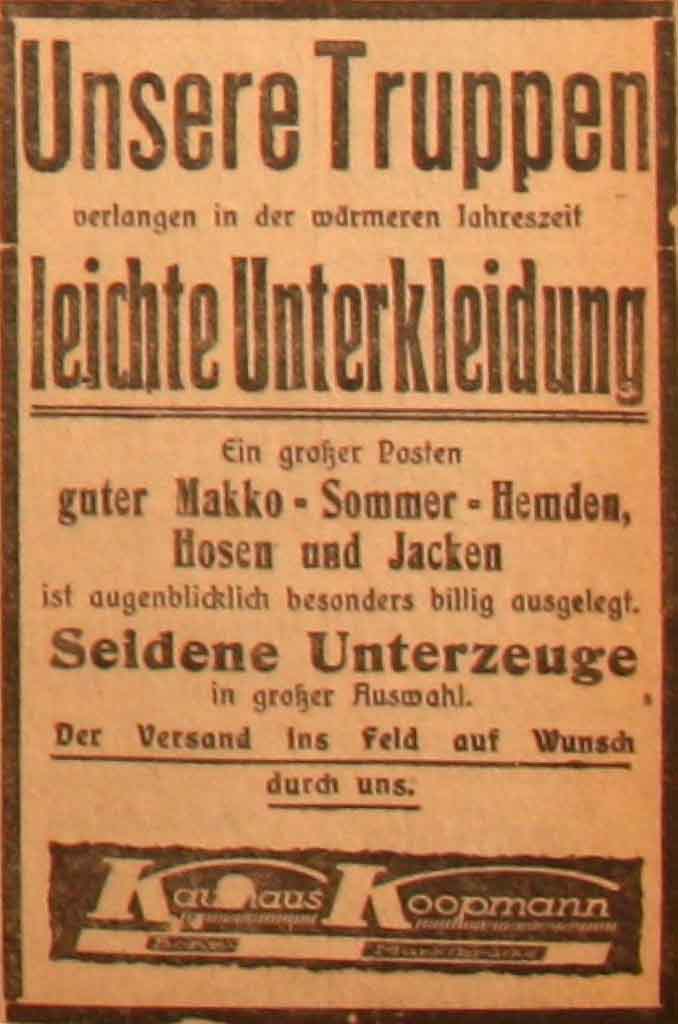 Unsere Truppen
verlangen in der wärmeren Jahreszeit
leichte Unterkleidung
Ein großer Posten
guter Makko - Sommer - Hemden,
Hosen und Jacken
ist augenblicklich besonders billig ausgelegt.
Seidene Unterzeuge
in großer Auswahl.
Der Versand ins Feld auf Wunsch
durch uns.
Kaufhaus Koopmann